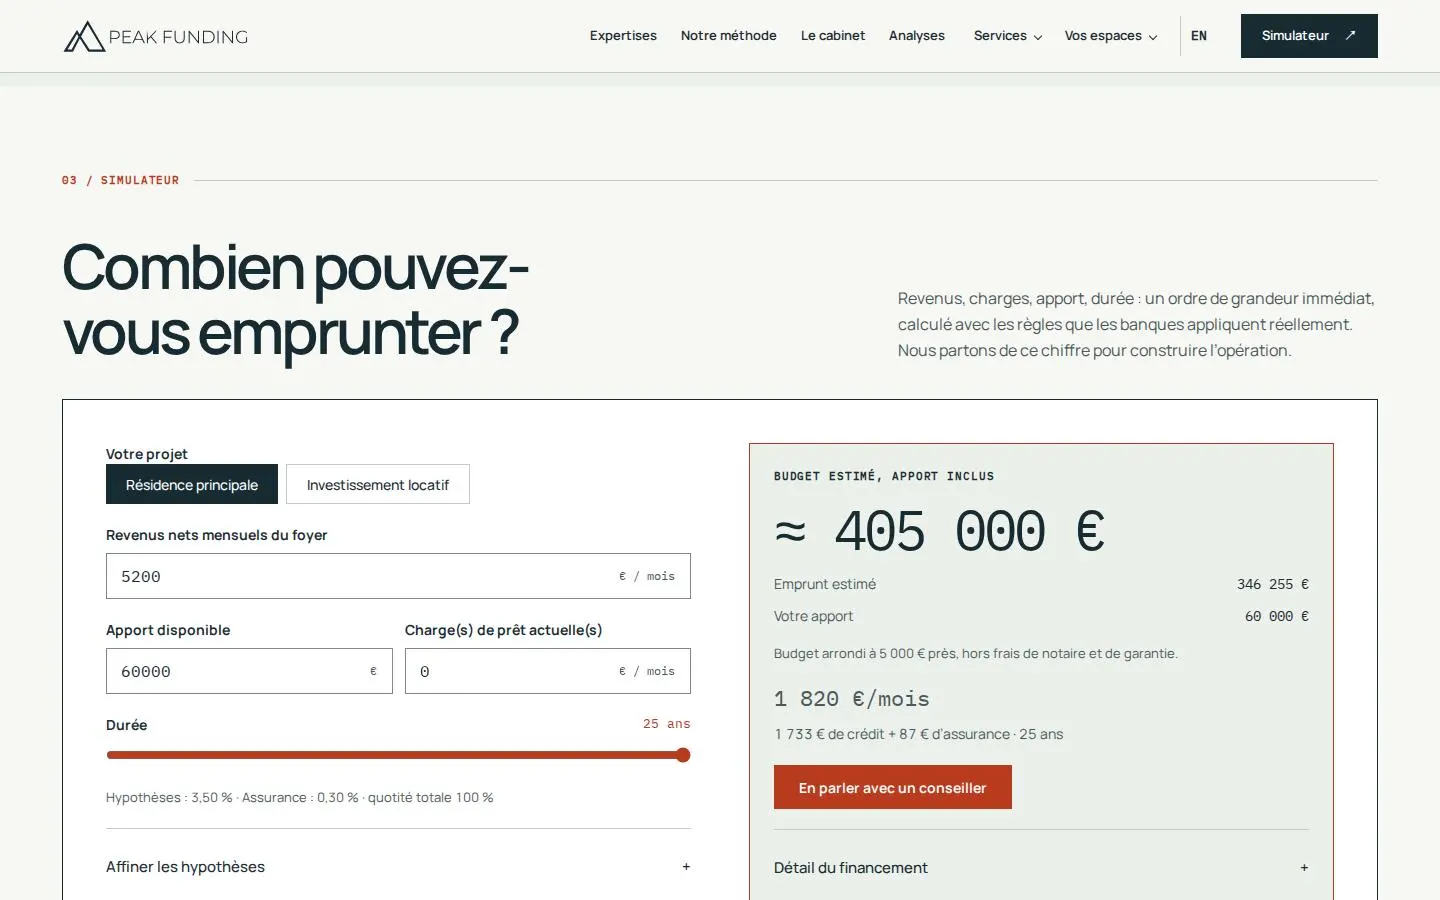 PEAK FUNDING
Expertises
Notre méthode
Le cabinet
Analyses
Services
Vos espaces
EN
Simulateur ↗
03 / SIMULATEUR
Combien pouvez-
vous emprunter ?
Revenus, charges, apport, durée : un ordre de grandeur immédiat,
calculé avec les règles que les banques appliquent réellement.
Nous partons de ce chiffre pour construire l’opération.
Votre projet
Résidence principale
Investissement locatif
Revenus nets mensuels du foyer
5200 € / mois
Apport disponible
60000 €
Charge(s) de prêt actuelle(s)
0 € / mois
Durée 25 ans
Hypothèses : 3,50 % · Assurance : 0,30 % · quotité totale 100 %
Affiner les hypothèses +
BUDGET ESTIMÉ, APPORT INCLUS
≈ 405 000 €
Emprunt estimé 346 255 €
Votre apport 60 000 €
Budget arrondi à 5 000 € près, hors frais de notaire et de garantie.
1 820 €/mois
1 733 € de crédit + 87 € d’assurance · 25 ans
En parler avec un conseiller
Détail du financement +